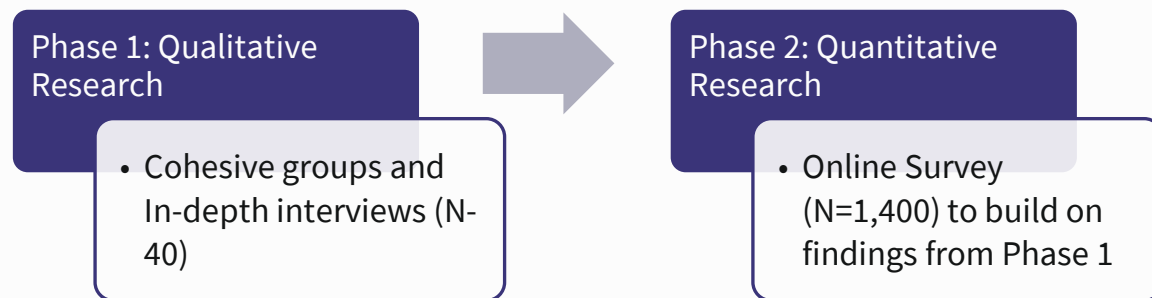 Phase 1: Qualitative
Research
• Cohesive groups and
In-depth interviews (N-
40)
Phase 2: Quantitative
Research
• Online Survey
(N=1,400) to build on
findings from Phase 1